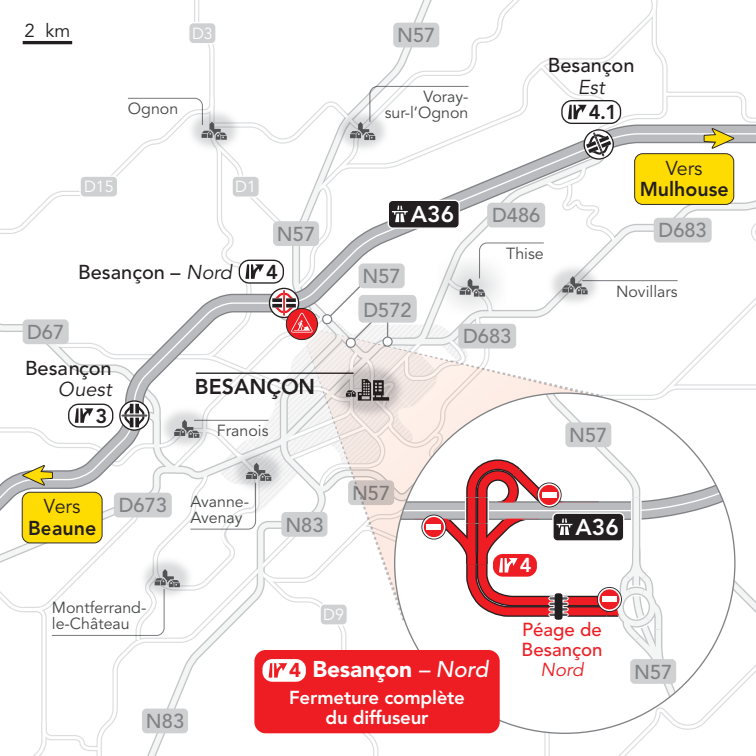 2 km
D3
N57
Besançon
Est
4.1
Ognon
Voray-
sur-l'Ognon
Vers
Mulhouse
D15
D1
A36
D486
N57
D683
Thise
Besançon – Nord 4
N57
Novillars
D572
D67
D683
Besançon
Ouest
3
BESANÇON
Franois
N57
Vers
Beaune
D673
Avanne-
Avenay
N57
N83
A36
4
Montferrand-
le-Château
D9
Péage de
Besançon
Nord
N57
4 Besançon – Nord
Fermeture complète
du diffuseur
N83